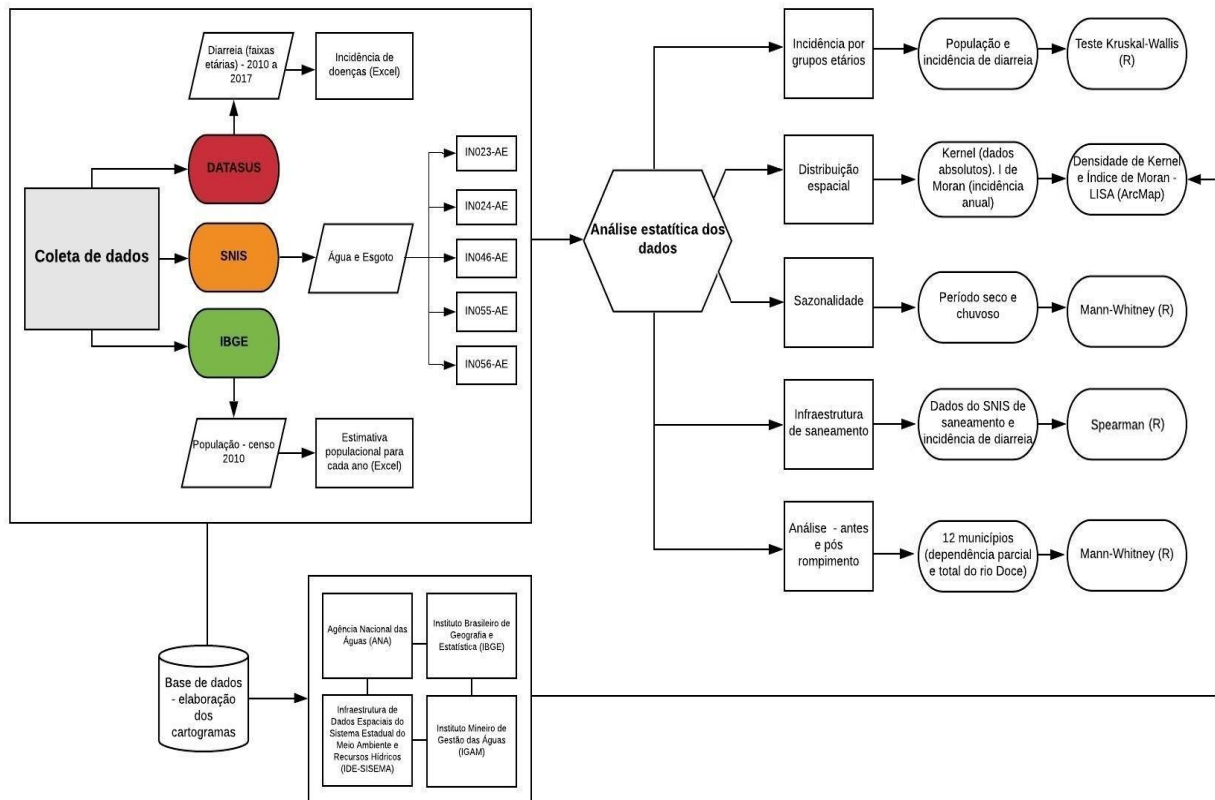 Diarreia (faixas
etárias) - 2010 a
2017
Incidência de
doenças (Excel)
DATASUS
Coleta de dados
SNIS
Água e Esgoto
IN023-AE
IN024-AE
IN046-AE
IN055-AE
IN056-AE
IBGE
População - censo
2010
Estimativa
populacional para
cada ano (Excel)
Análise estatítica dos
dados
Incidência por
grupos etários
População e
incidência de diarreia
Teste Kruskal-Wallis
(R)
Distribuição
espacial
Kernel (dados
absolutos). I de
Moran (incidência
anual)
Densidade de Kernel
e Índice de Moran -
LISA (ArcMap)
Sazonalidade
Período seco e
chuvoso
Mann-Whitney (R)
Infraestrutura
de saneamento
Dados do SNIS de
saneamento e
incidência de diarreia
Spearman (R)
Análise - antes
e pós
rompimento
12 municípios
(dependência parcial
e total do rio Doce)
Mann-Whitney (R)
Base de dados
- elaboração
dos
cartogramas
Agência Nacional das
Águas (ANA)
Instituto Brasileiro de
Geografia e
Estatística (IBGE)
Infraestrutura de
Dados Espaciais do
Sistema Estadual do
Meio Ambiente e
Recursos Hídricos
(IDE-SISEMA)
Instituto Mineiro de
Gestão das Águas
(IGAM)